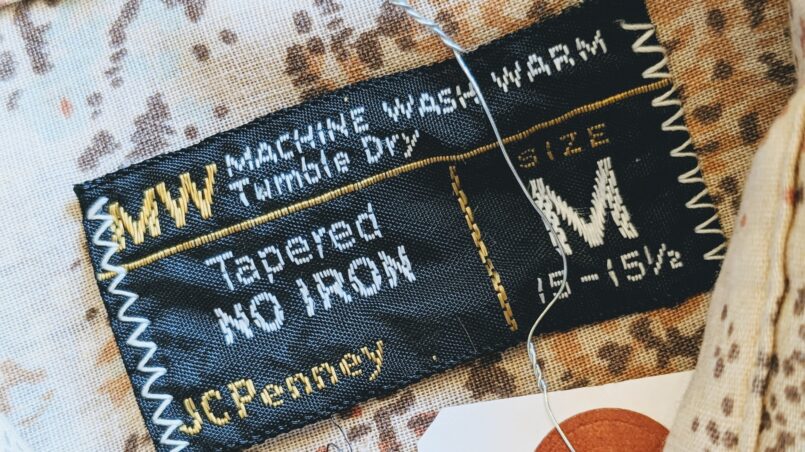 MW
MACHINE WASH WARM
Tumble Dry
Tapered
NO IRON
JCPenney
SIZE
M
15-15½